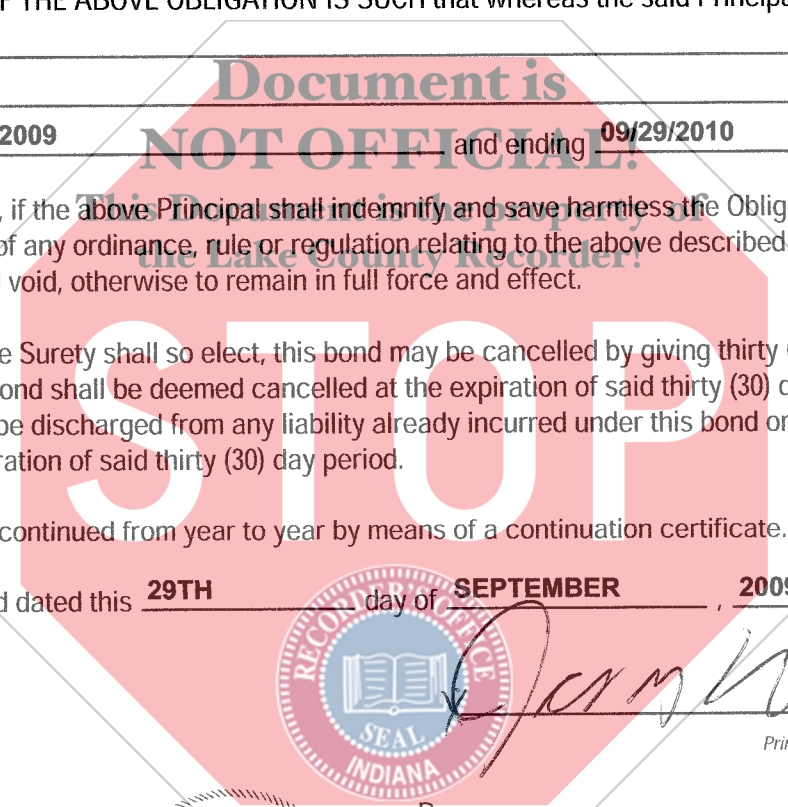 THE ABOVE OBLIGATION IS SUCH that whereas the said Principa
Document is
2009 and ending 09/29/2010
NOT OFFICIAL!
, if the above Principal shall indemnify and save harmless the Oblig
This Document is the property of
of any ordinance, rule or regulation relating to the above described
the Lake County Recorder!
void, otherwise to remain in full force and effect.
e Surety shall so elect, this bond may be cancelled by giving thirty
ond shall be deemed cancelled at the expiration of said thirty (30) d
be discharged from any liability already incurred under this bond or
ration of said thirty (30) day period.
STOP
continued from year to year by means of a continuation certificate.
d dated this 29TH day of SEPTEMBER , 2009
RECORDER'S OFFICE
SEAL
INDIANA
Prin